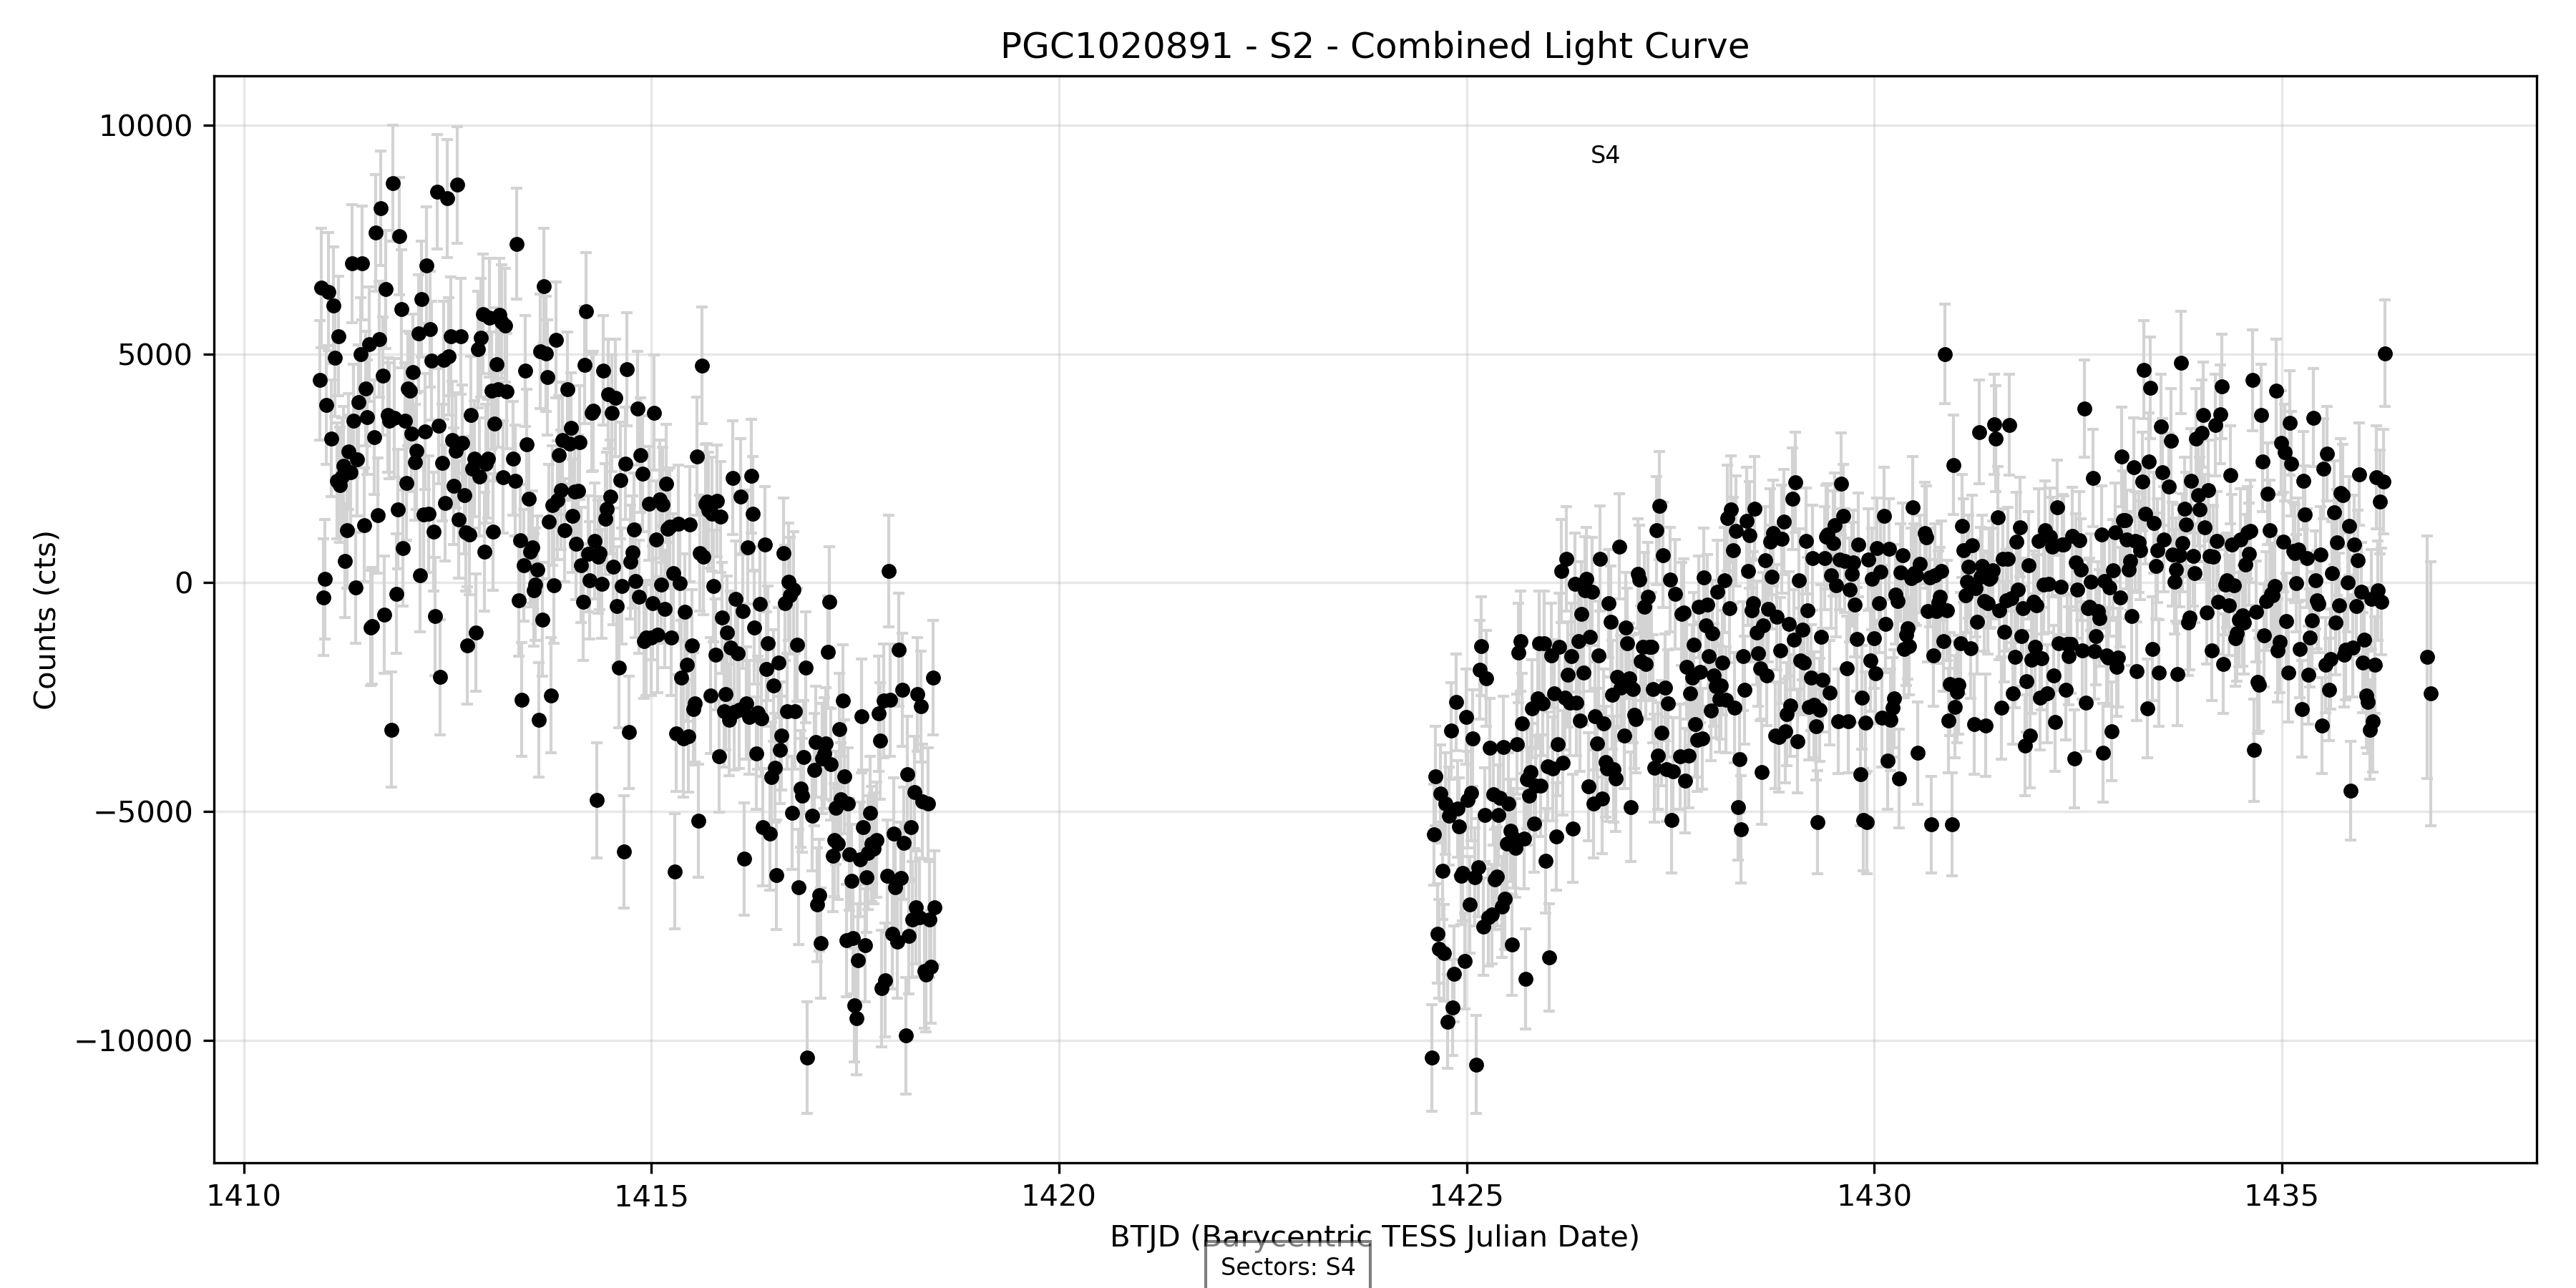 PGC1020891 - S2 - Combined Light Curve
10000
5000
0
−5000
−10000
Counts (cts)
S4
1410 1415 1420 1425 1430 1435
BTJD (Barycentric TESS Julian Date)
Sectors: S4